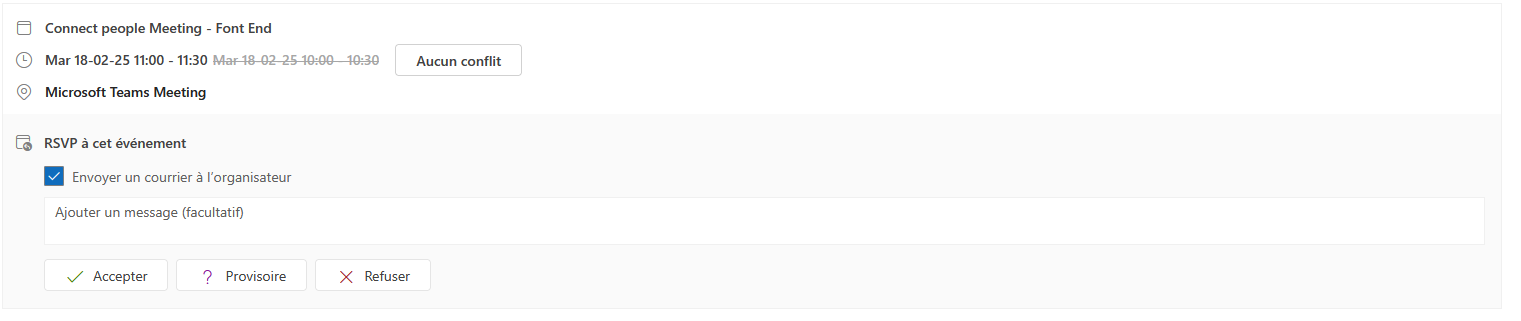 Connect people Meeting - Font End
Mar 18-02-25 11:00 - 11:30 Mar 18-02-25 10:00 - 10:30 Aucun conflit
Microsoft Teams Meeting
RSVP à cet événement
Envoyer un courrier à l’organisateur
Ajouter un message (facultatif)
Accepter ? Provisoire Refuser